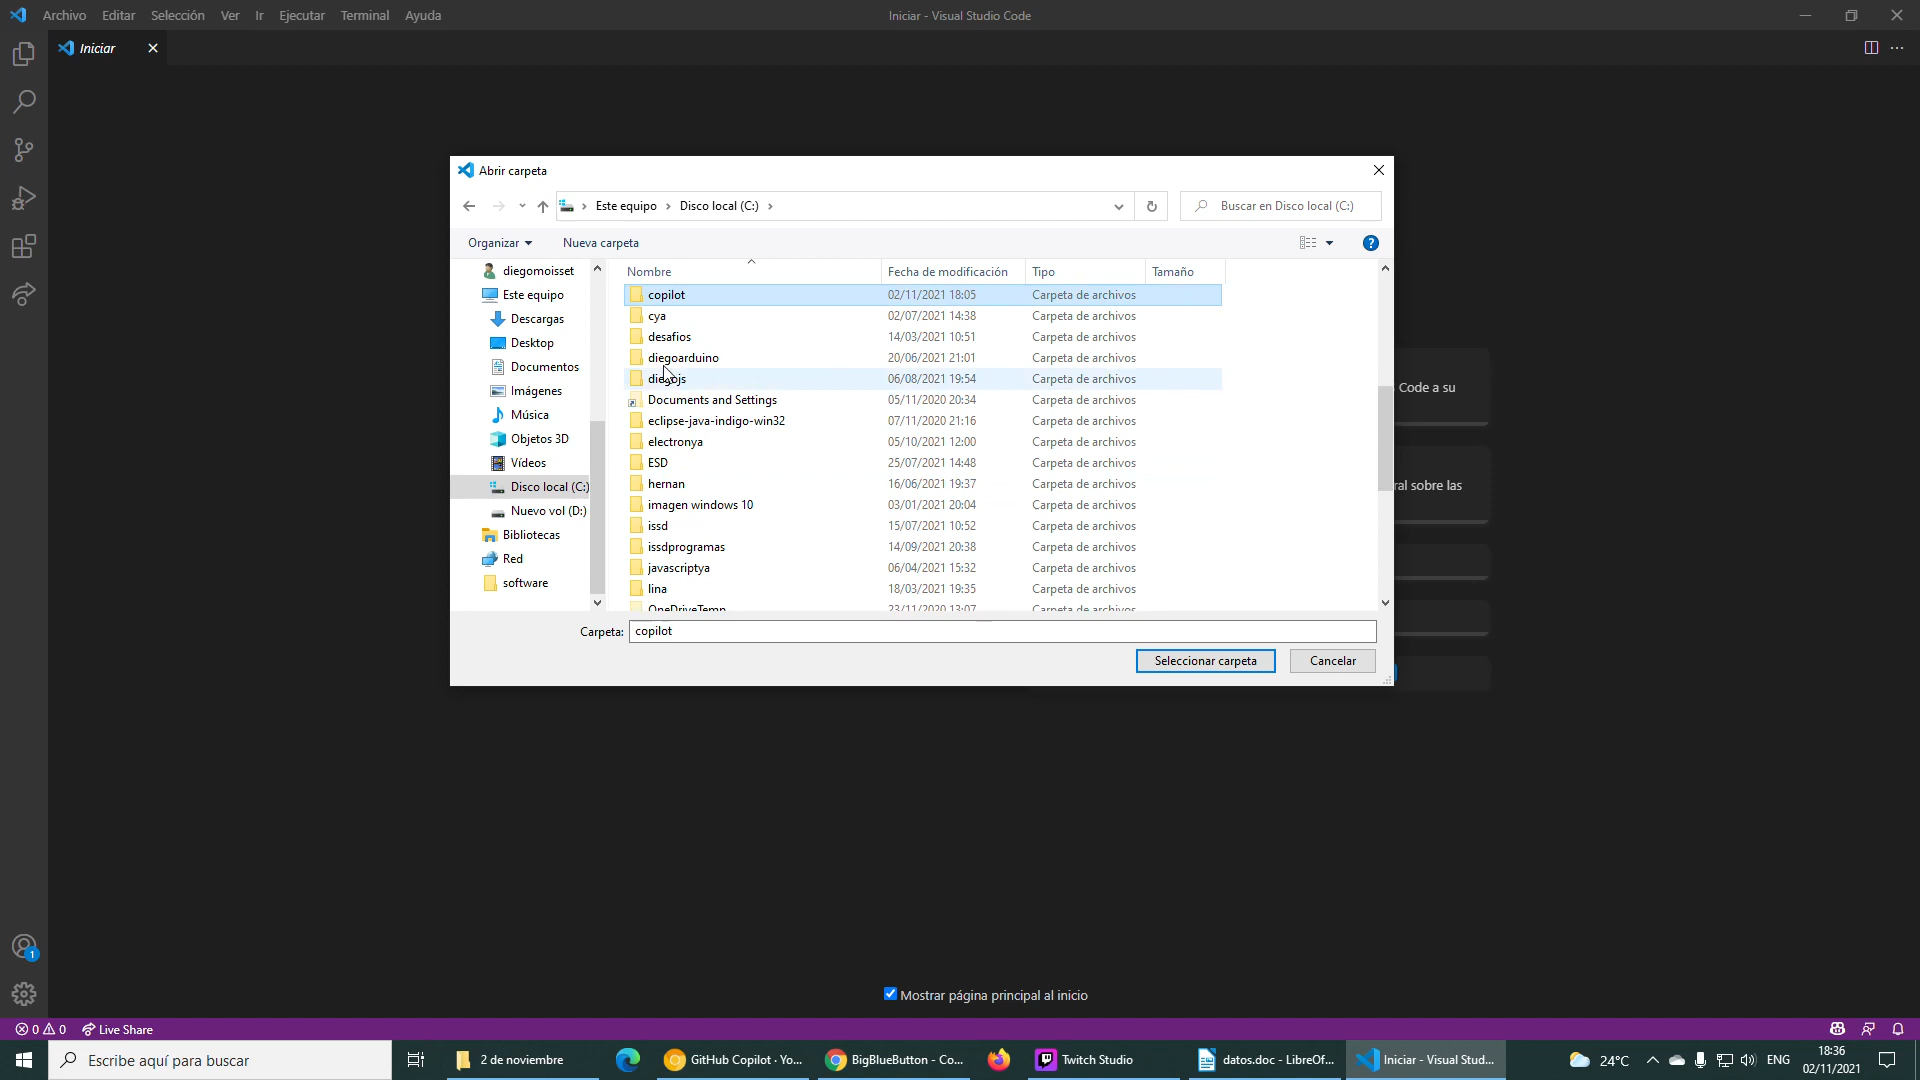 Archivo Editar Selección Ver Ir Ejecutar Terminal Ayuda
Iniciar - Visual Studio Code
Iniciar
Abrir carpeta
Este equipo Disco local (C:)
Buscar en Disco local (C:)
Organizar Nueva carpeta
diegomoisset
Este equipo
Descargas
Desktop
Documentos
Imágenes
Música
Objetos 3D
Vídeos
Disco local (C:)
Nuevo vol (D:)
Bibliotecas
Red
software
Nombre Fecha de modificación Tipo Tamaño
copilot 02/11/2021 18:05 Carpeta de archivos
cya 02/07/2021 14:38 Carpeta de archivos
desafios 14/03/2021 10:51 Carpeta de archivos
diegoarduino 20/06/2021 21:01 Carpeta de archivos
diegojs 06/08/2021 19:54 Carpeta de archivos
Documents and Settings 05/11/2020 20:34 Carpeta de archivos
eclipse-java-indigo-win32 07/11/2020 21:16 Carpeta de archivos
electronya 05/10/2021 12:00 Carpeta de archivos
ESD 25/07/2021 14:48 Carpeta de archivos
hernan 16/06/2021 19:37 Carpeta de archivos
imagen windows 10 03/01/2021 20:04 Carpeta de archivos
issd 15/07/2021 10:52 Carpeta de archivos
issdprogramas 14/09/2021 20:38 Carpeta de archivos
javascriptya 06/04/2021 15:32 Carpeta de archivos
lina 18/03/2021 19:35 Carpeta de archivos
OneDriveTemp 23/11/2020 13:07 Carpeta de archivos
Carpeta: copilot
Seleccionar carpeta Cancelar
Code a su
ral sobre las
Mostrar página principal al inicio
1
0 0 Live Share
Escribe aquí para buscar
2 de noviembre
GitHub Copilot · Yo...
BigBlueButton - Co...
Twitch Studio
datos.doc - LibreOf...
Iniciar - Visual Stud...
24°C
ENG
18:36
02/11/2021